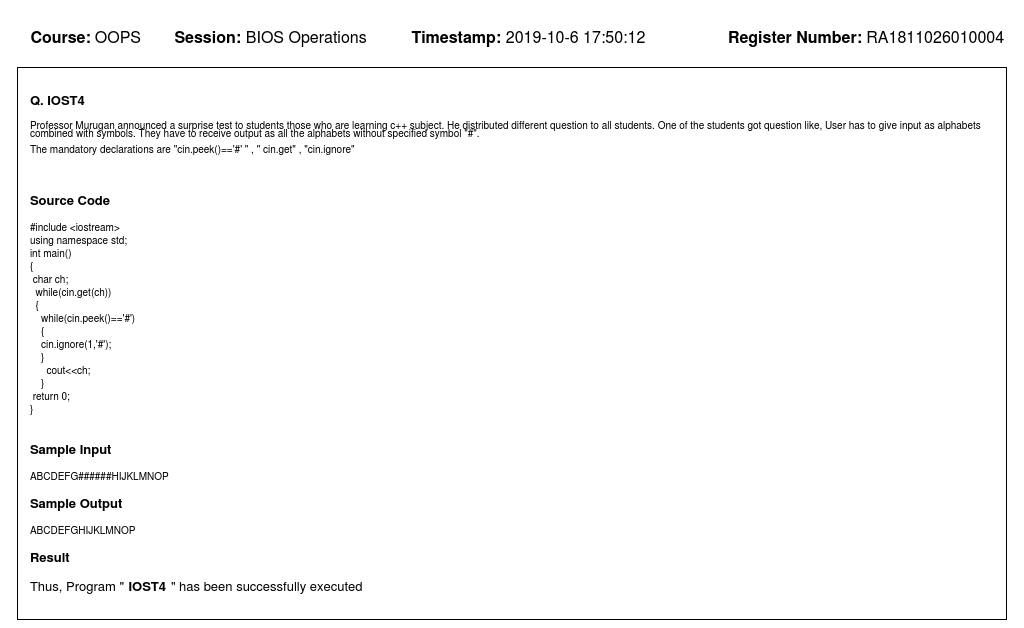 Course: OOPS Session: BIOS Operations Timestamp: 2019-10-6 17:50:12 Register Number: RA1811026010004
Q. IOST4
Professor Murugan announced a surprise test to students those who are learning c++ subject. He distributed different question to all students. One of the students got question like, User has to give input as alphabets
combined with symbols. They have to receive output as all the alphabets without specified symbol "#".
The mandatory declarations are "cin.peek()=='#' " , " cin.get" , "cin.ignore"
Source Code
#include <iostream>
using namespace std;
int main()
{
char ch;
while(cin.get(ch))
{
while(cin.peek()=='#')
{
cin.ignore(1,'#');
}
cout<<ch;
}
return 0;
}
Sample Input
ABCDEFG######HIJKLMNOP
Sample Output
ABCDEFGHIJKLMNOP
Result
Thus, Program " IOST4 " has been successfully executed